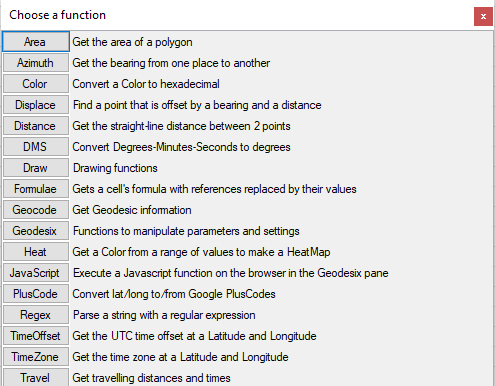 Choose a function
x
Area Get the area of a polygon
Azimuth Get the bearing from one place to another
Color Convert a Color to hexadecimal
Displace Find a point that is offset by a bearing and a distance
Distance Get the straight-line distance between 2 points
DMS Convert Degrees-Minutes-Seconds to degrees
Draw Drawing functions
Formulae Gets a cell's formula with references replaced by their values
Geocode Get Geodesic information
Geodesix Functions to manipulate parameters and settings
Heat Get a Color from a range of values to make a HeatMap
JavaScript Execute a Javascript function on the browser in the Geodesix pane
PlusCode Convert lat/long to/from Google PlusCodes
Regex Parse a string with a regular expression
TimeOffset Get the UTC time offset at a Latitude and Longitude
TimeZone Get the time zone at a Latitude and Longitude
Travel Get travelling distances and times